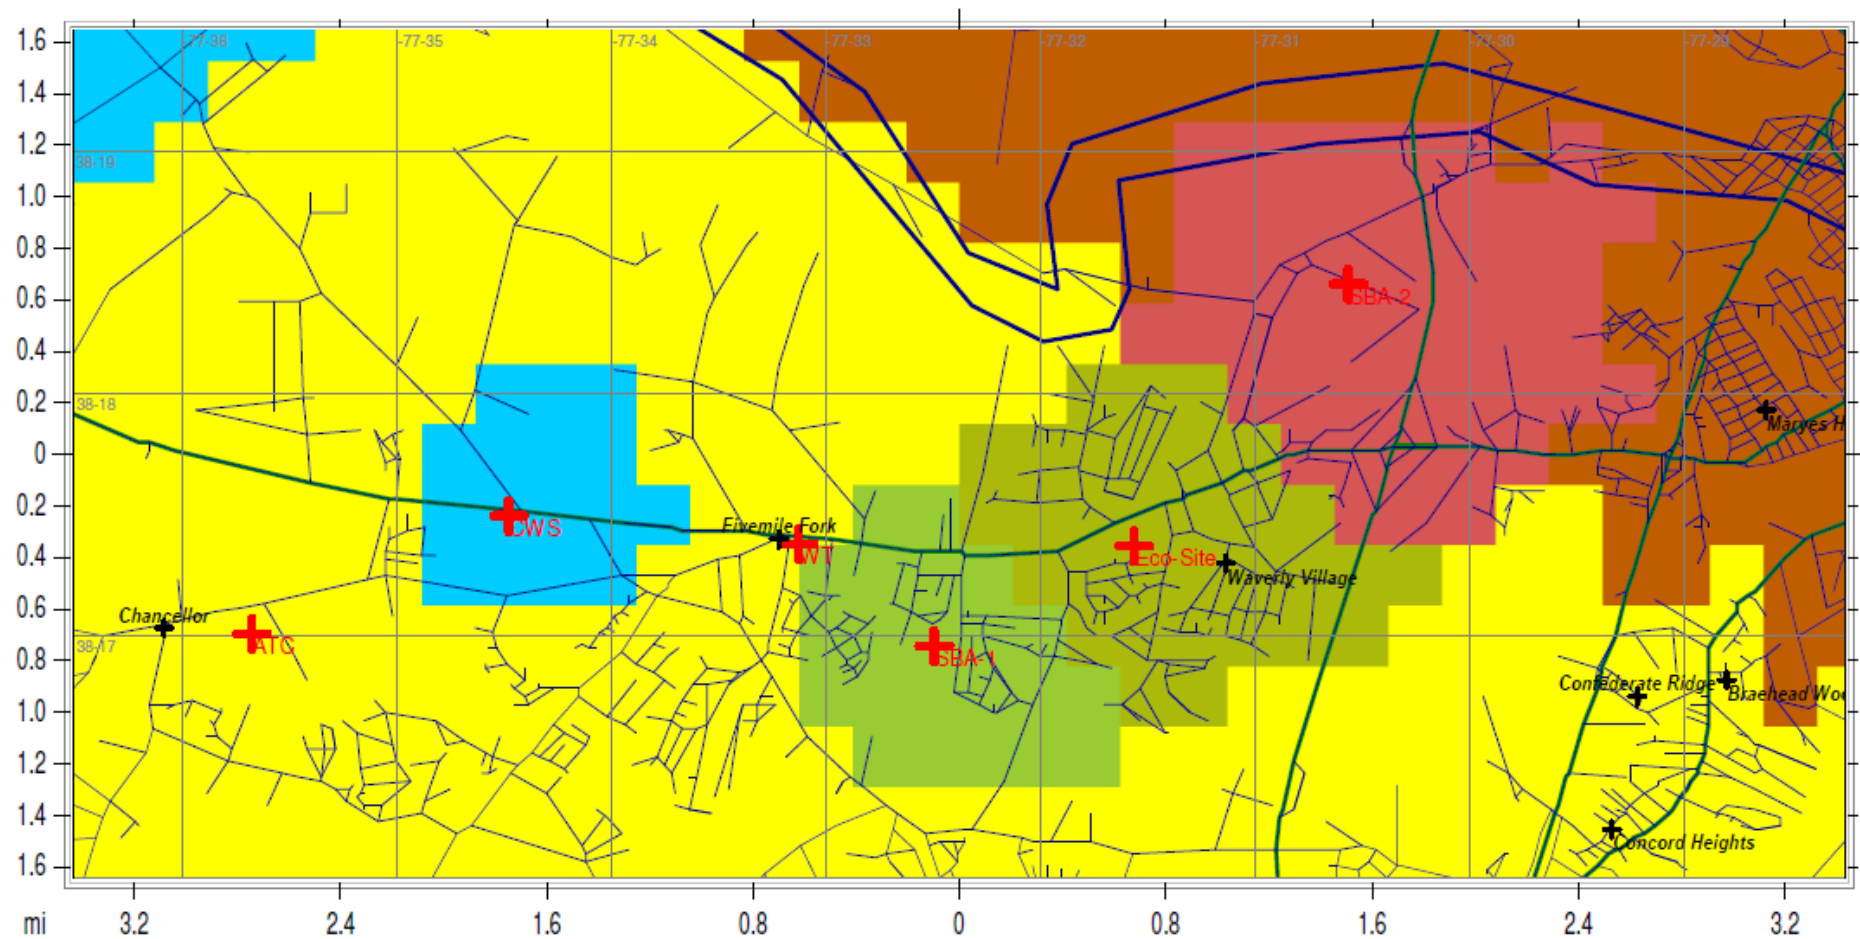 1.6
77-36
-77-35
-77-34
-77-33
-77-32
-77-31
-77-30
-77-29
1.4
1.2
38-19
1.0
0.8
0.6
SBA-2
0.4
0.2
38-18
Maryes H
0
0.2
CWS
Fivemile Fork
WT
0.4
Eco-Site
Waverly Village
0.6
Chancellor
ATC
38-17
SBA-1
0.8
Confederate Ridge
Braehead Woo
1.0
1.2
1.4
Concord Heights
1.6
mi 3.2 2.4 1.6 0.8 0 0.8 1.6 2.4 3.2